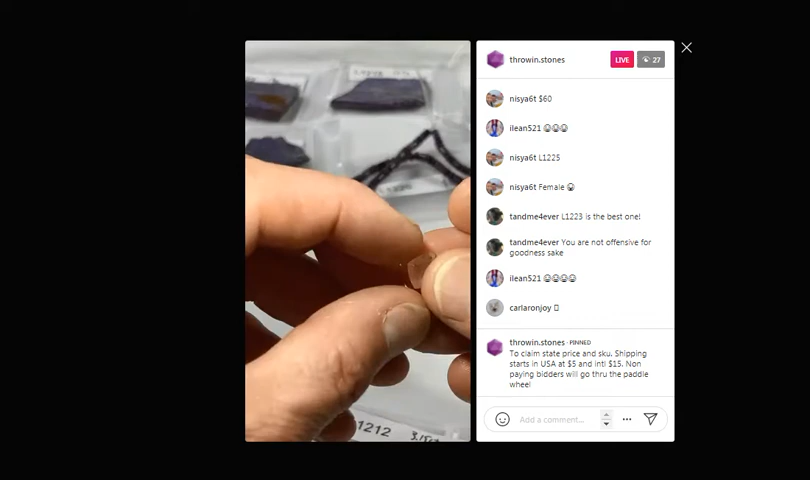 throwin.stones
LIVE
27
nisya6t $60
ilean521
nisya6t L1225
nisya6t Female
tandme4ever L1223 is the best one!
tandme4ever You are not offensive for
goodness sake
ilean521
carlaronjoy
throwin.stones · PINNED
To claim state price and sku. Shipping
starts in USA at $5 and intl $15. Non
paying bidders will go thru the paddle
wheel
Add a comment...
1212